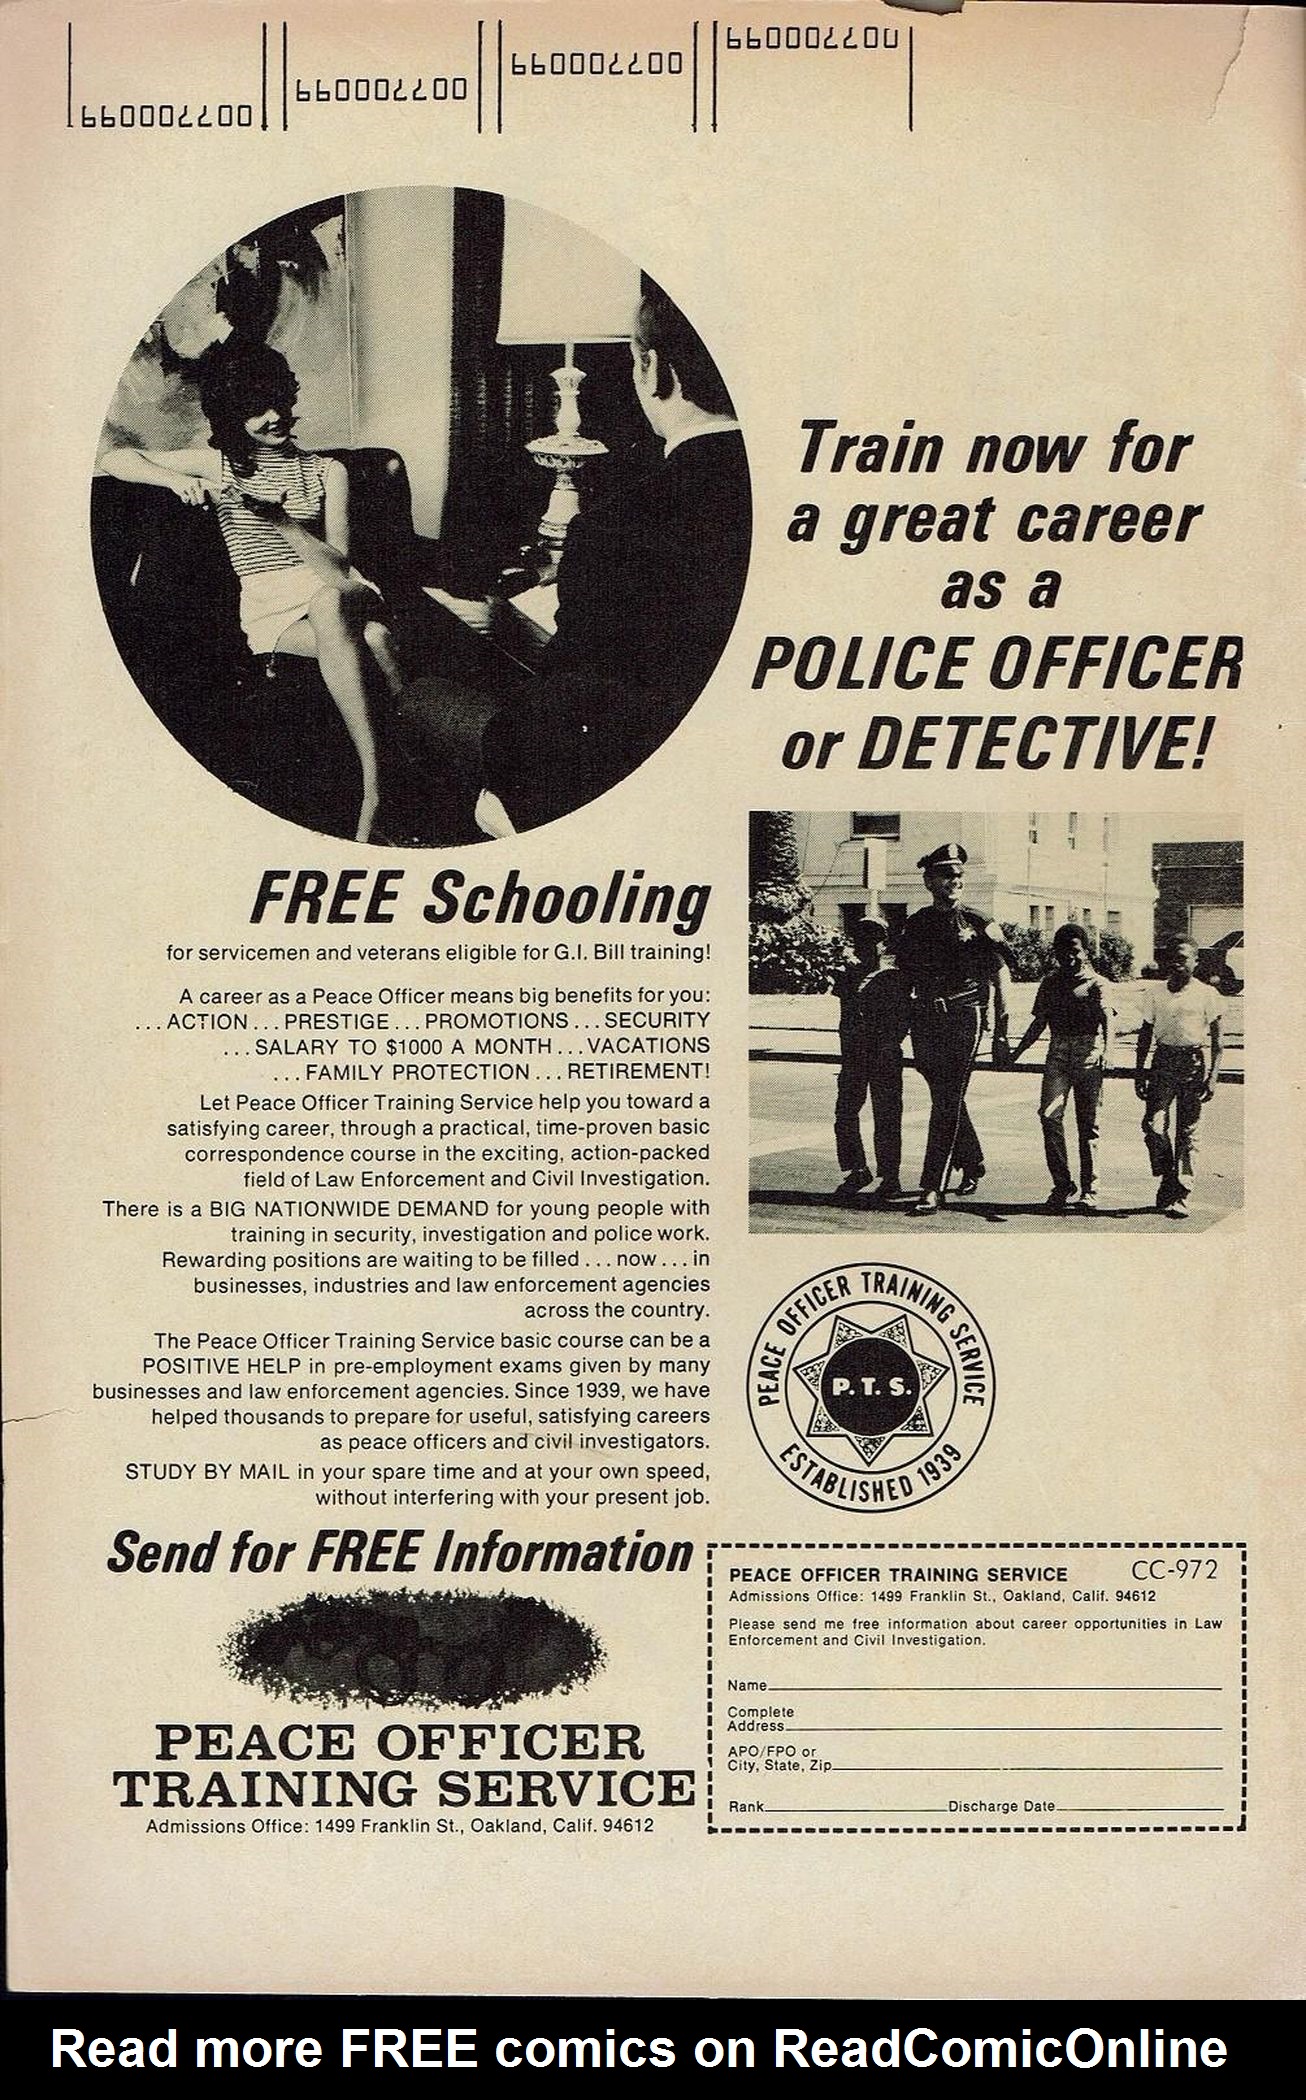 00770099
00770099
00770099
00770099
Train now for
a great career
as a
POLICE OFFICER
or DETECTIVE!
FREE Schooling
for servicemen and veterans eligible for G.I. Bill training!
A career as a Peace Officer means big benefits for you:
...ACTION...PRESTIGE...PROMOTIONS...SECURITY
...SALARY TO $1000 A MONTH...VACATIONS
...FAMILY PROTECTION...RETIREMENT!
Let Peace Officer Training Service help you toward a
satisfying career, through a practical, time-proven basic
correspondence course in the exciting, action-packed
field of Law Enforcement and Civil Investigation.
There is a BIG NATIONWIDE DEMAND for young people with
training in security, investigation and police work.
Rewarding positions are waiting to be filled...now...in
businesses, industries and law enforcement agencies
across the country.
The Peace Officer Training Service basic course can be a
POSITIVE HELP in pre-employment exams given by many
businesses and law enforcement agencies. Since 1939, we have
helped thousands to prepare for useful, satisfying careers
as peace officers and civil investigators.
STUDY BY MAIL in your spare time and at your own speed,
without interfering with your present job.
PEACE OFFICER TRAINING SERVICE
P.T.S.
ESTABLISHED 1939
Send for FREE Information
PEACE OFFICER
TRAINING SERVICE
Admissions Office: 1499 Franklin St., Oakland, Calif. 94612
PEACE OFFICER TRAINING SERVICE CC-972
Admissions Office: 1499 Franklin St., Oakland, Calif. 94612
Please send me free information about career opportunities in Law
Enforcement and Civil Investigation.
Name
Complete
Address
APO/FPO or
City, State, Zip
Rank Discharge Date
Read more FREE comics on ReadComicOnline